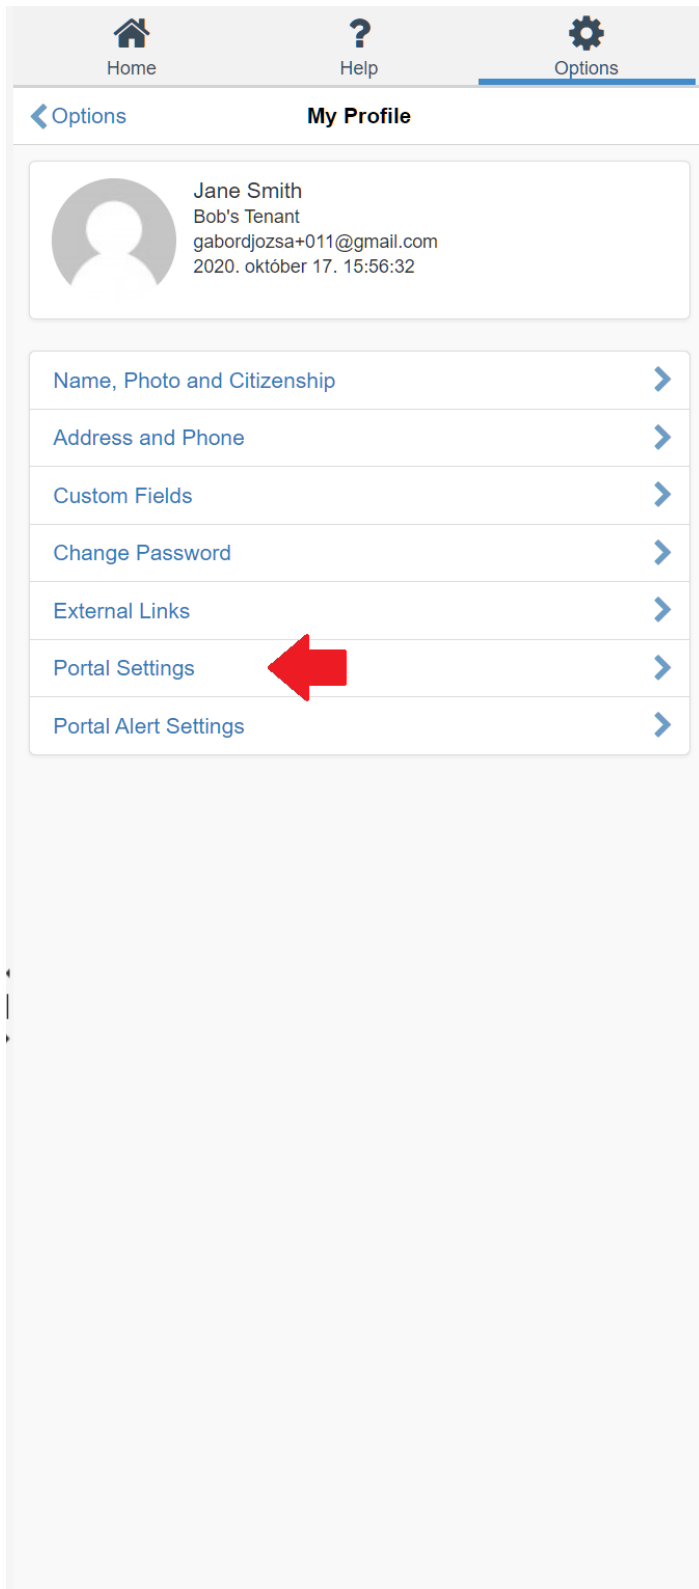 Home
Help
Options
Options
My Profile
Jane Smith
Bob's Tenant
gabordjozsa+011@gmail.com
2020. október 17. 15:56:32
Name, Photo and Citizenship
Address and Phone
Custom Fields
Change Password
External Links
Portal Settings
Portal Alert Settings